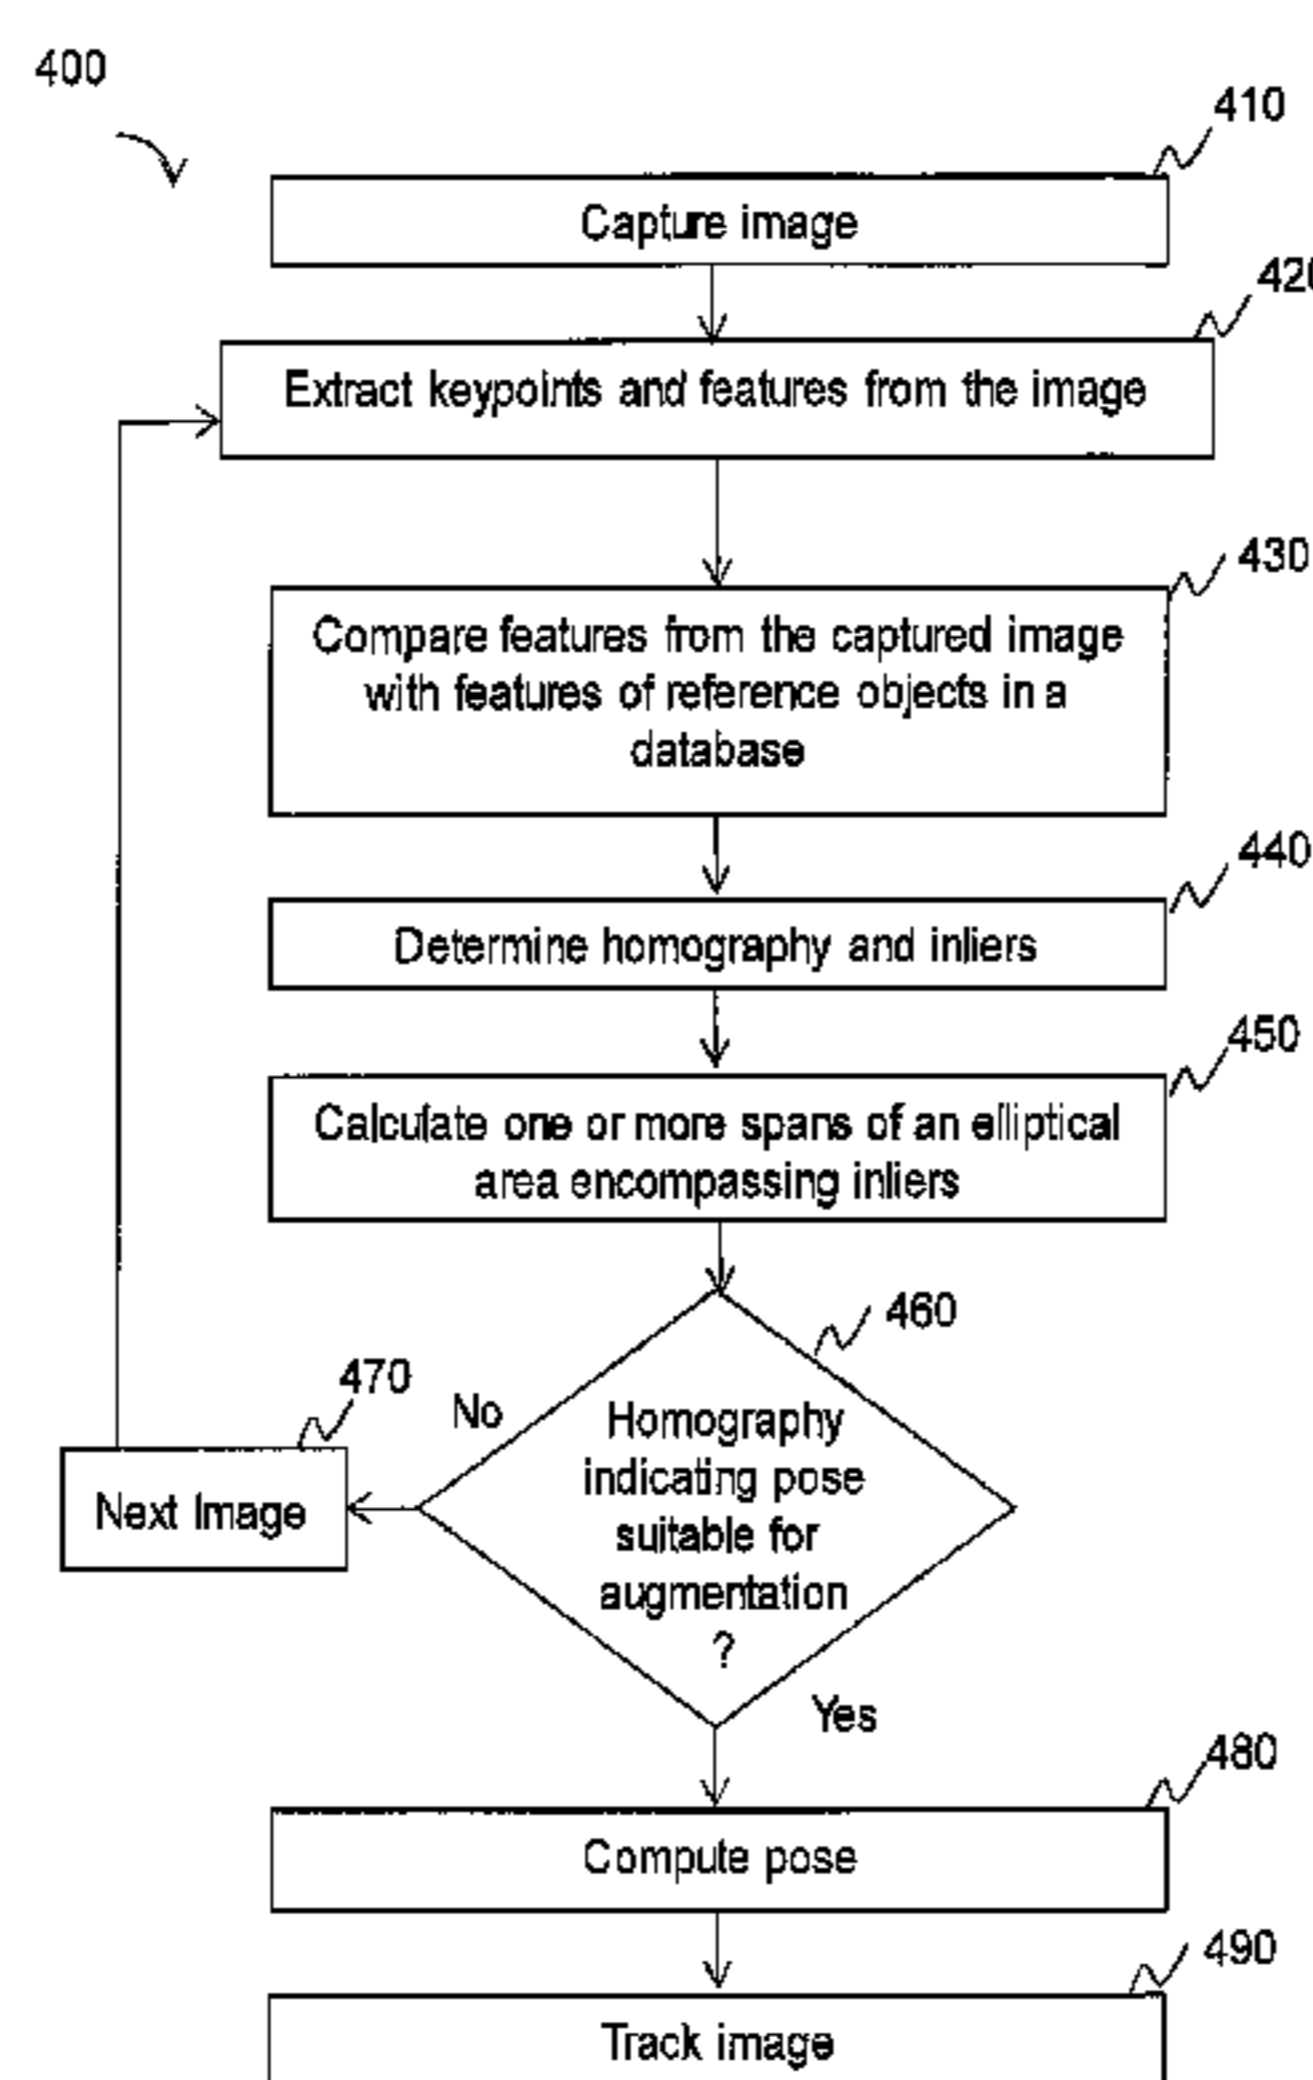 400
410
Capture image
420
Extract keypoints and features from the image
430
Compare features from the captured image
with features of reference objects in a
database
440
Determine homography and inliers
450
Calculate one or more spans of an elliptical
area encompassing inliers
460
470
No
Homography
indicating pose
suitable for
augmentation
?
Next Image
Yes
480
Compute pose
490
Track image